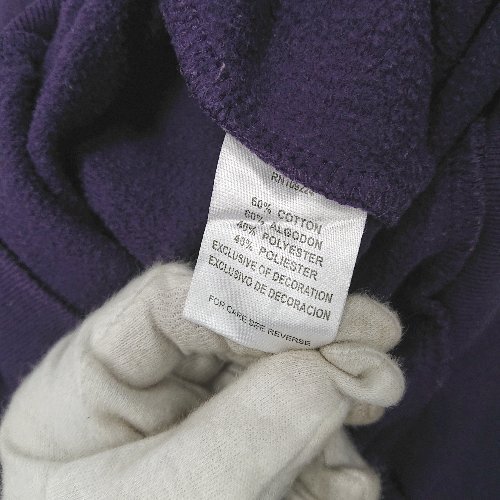 60% COTTON
60% ALGODON
40% POLYESTER
40% POLIESTER
EXCLUSIVE OF DECORATION
EXCLUSIVO DE DECORACION
FOR CARE SEE REVERSE